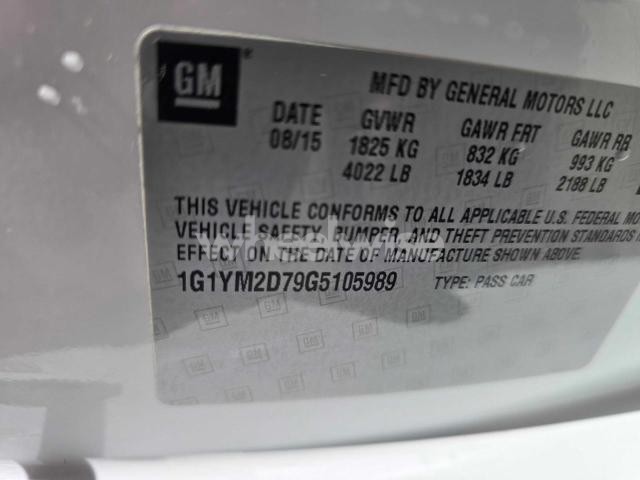 GM ®
MFD BY GENERAL MOTORS LLC
DATE GVWR GAWR FRT GAWR RR
08/15 1825 KG 832 KG 993 KG
4022 LB 1834 LB 2188 LB
THIS VEHICLE CONFORMS TO ALL APPLICABLE U.S. FEDERAL MO
VEHICLE SAFETY, BUMPER, AND THEFT PREVENTION STANDARDS
EFFECT ON THE DATE OF MANUFACTURE SHOWN ABOVE.
1G1YM2D79G5105989 TYPE: PASS CAR